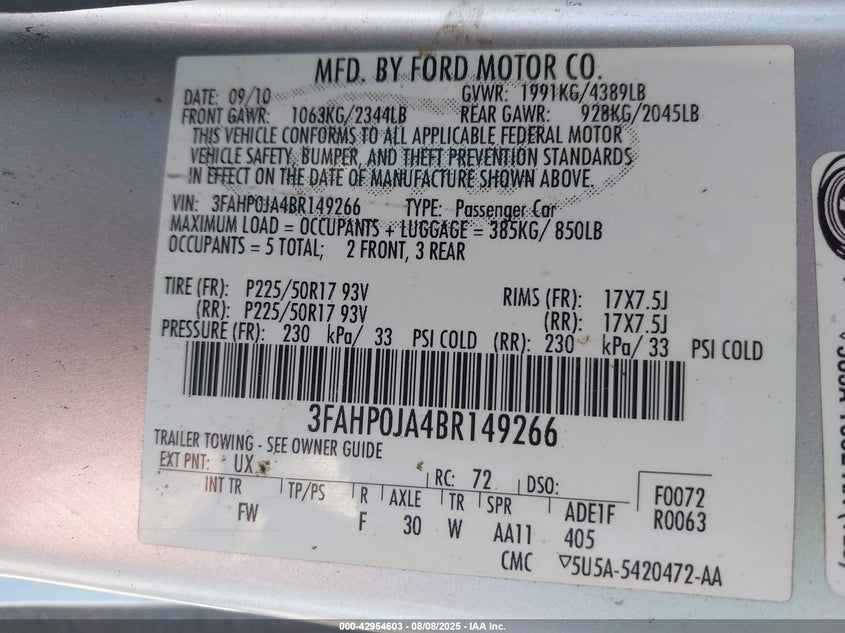 MFD. BY FORD MOTOR CO.
DATE: 09/10 GVWR: 1991KG/4389LB
FRONT GAWR: 1063KG/2344LB REAR GAWR: 928KG/2045LB
THIS VEHICLE CONFORMS TO ALL APPLICABLE FEDERAL MOTOR
VEHICLE SAFETY, BUMPER, AND THEFT PREVENTION STANDARDS
IN EFFECT ON THE DATE OF MANUFACTURE SHOWN ABOVE.
VIN: 3FAHP0JA4BR149266 TYPE: Passenger Car
MAXIMUM LOAD = OCCUPANTS + LUGGAGE = 385KG/ 850LB
OCCUPANTS = 5 TOTAL; 2 FRONT, 3 REAR
TIRE (FR): P225/50R17 93V RIMS (FR): 17X7.5J
(RR): P225/50R17 93V (RR): 17X7.5J
PRESSURE (FR): 230 kPa/ 33 PSI COLD (RR): 230 kPa/ 33 PSI COLD
3FAHP0JA4BR149266
TRAILER TOWING - SEE OWNER GUIDE
EXT PNT: UX RC: 72 DSO: F0072
INT TR TP/PS R AXLE TR SPR ADE1F R0063
FW F 30 W AA11 405
CMC ▽5U5A-5420472-AA
000-42954603 - 08/08/2025 - IAA Inc.